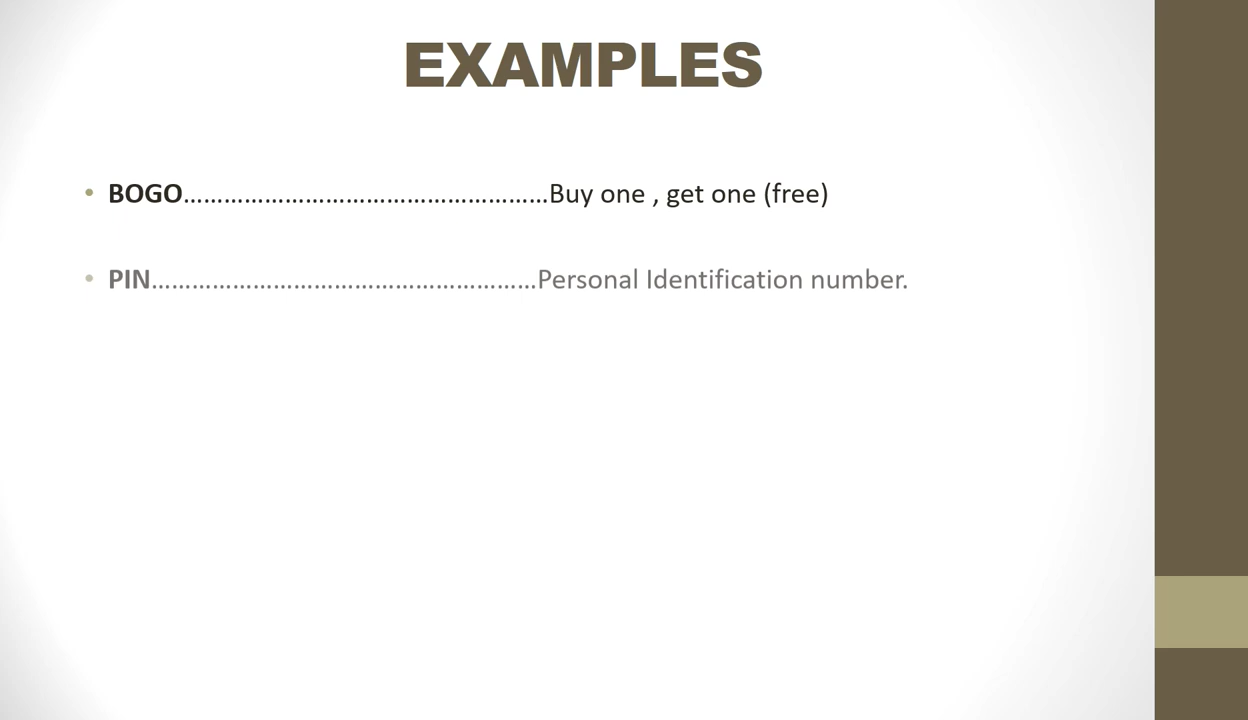 EXAMPLES
• BOGO………………………………………………Buy one , get one (free)
• PIN…………………………………………………Personal Identification number.